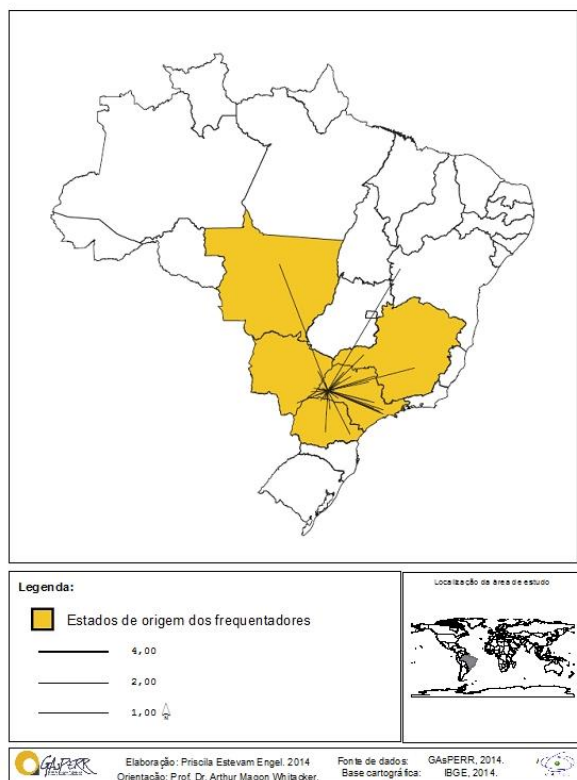 Legenda:
Estados de origem dos frequentadores
4,00
2,00
1,00
Localização da área de estudo
GAsPERR
Elaboração: Priscila Estevam Engel. 2014
Orientação: Prof. Dr. Arthur Magon Whitacker.
Fonte de dados: GAsPERR, 2014.
Base cartográfica: IBGE, 2014.